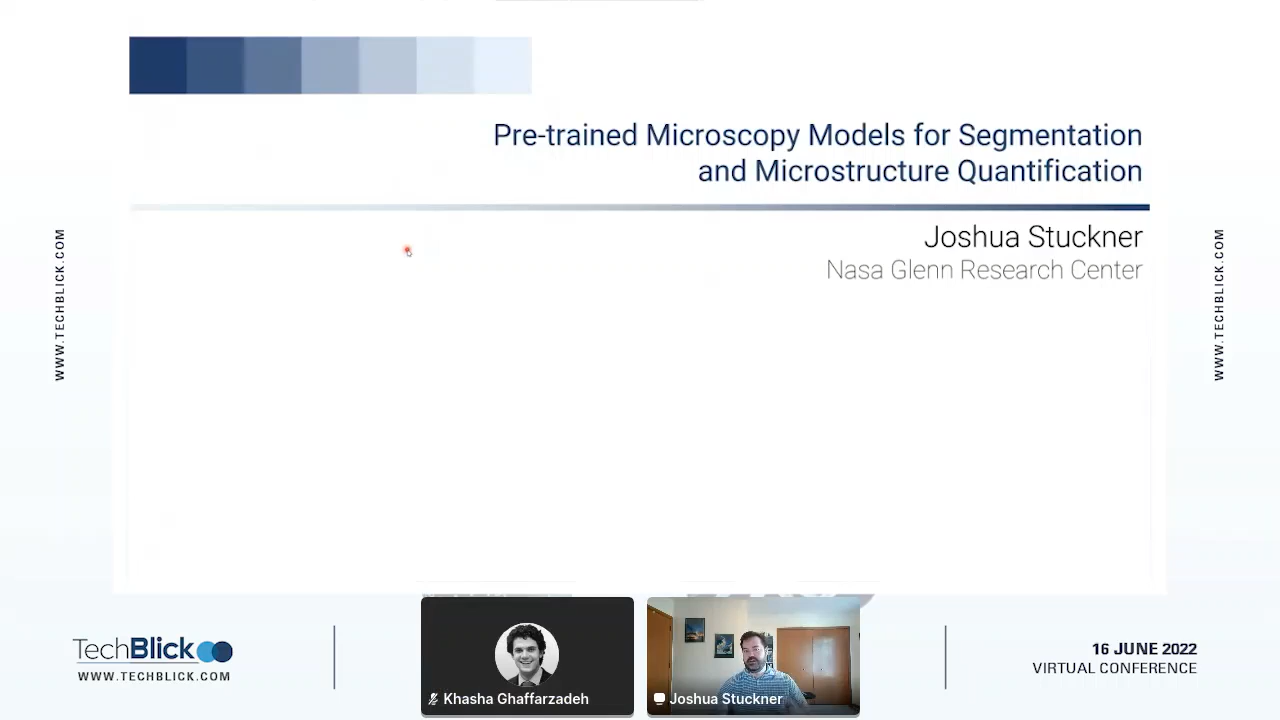 Pre-trained Microscopy Models for Segmentation
and Microstructure Quantification
Joshua Stuckner
Nasa Glenn Research Center
WWW.TECHBLICK.COM
WWW.TECHBLICK.COM
TechBlick
WWW.TECHBLICK.COM
Khasha Ghaffarzadeh
Joshua Stuckner
16 JUNE 2022
VIRTUAL CONFERENCE